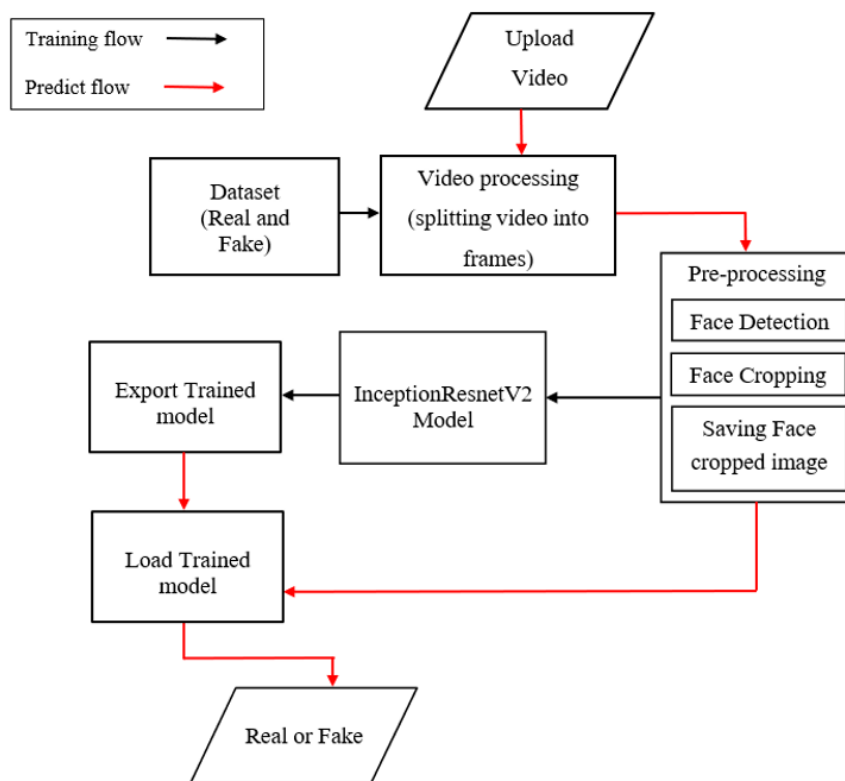 Training flow
Predict flow
Upload
Video
Dataset
(Real and
Fake)
Video processing
(splitting video into
frames)
Pre-processing
Face Detection
Face Cropping
Saving Face
cropped image
InceptionResnetV2
Model
Export Trained
model
Load Trained
model
Real or Fake